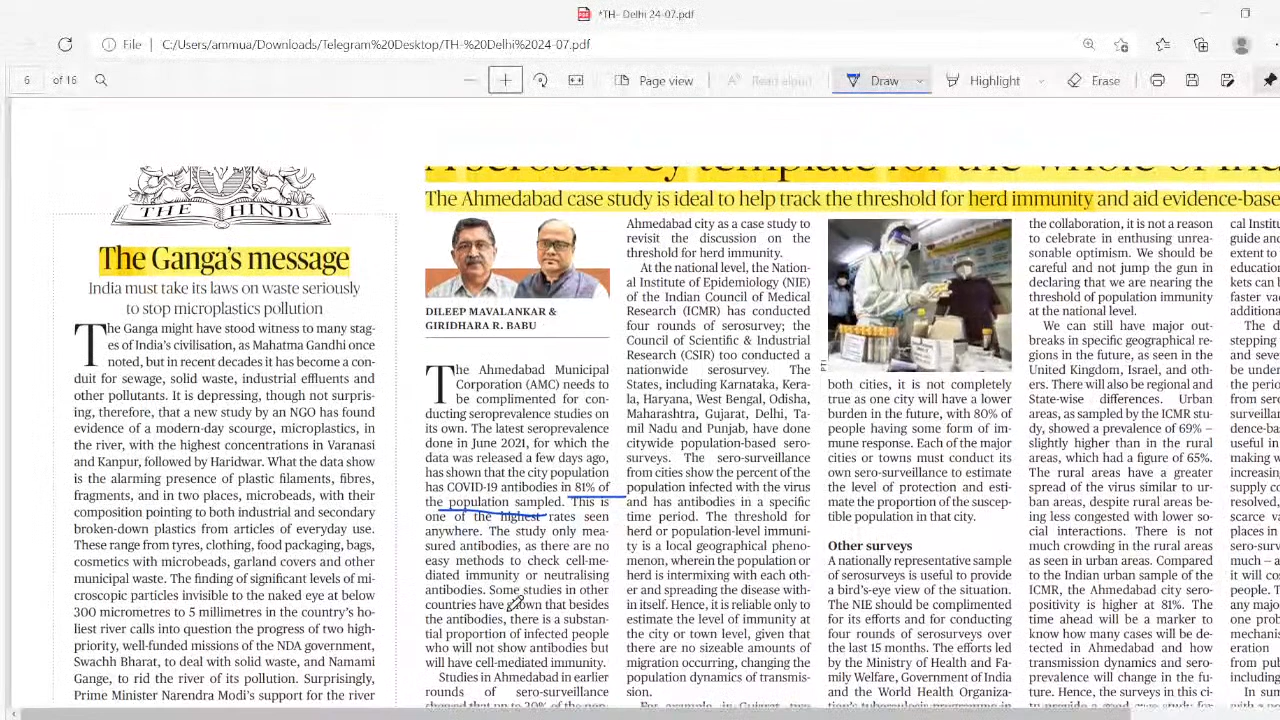 *TH- Delhi 24-07.pdf
File
C:/Users/ammua/Downloads/Telegram%20Desktop/TH-%20Delhi%2024-07.pdf
6 of 16
Page view
Read aloud
Draw
Highlight
Erase
THE HINDU
The Ganga's message
India must take its laws on waste seriously
to stop microplastics pollution
The Ganga might have stood witness to many stag-
es of India's civilisation, as Mahatma Gandhi once
noted, but in recent decades it has become a con-
duit for sewage, solid waste, industrial effluents and
other pollutants. It is depressing, though not surpris-
ing, therefore, that a new study by an NGO has found
evidence of a modern-day scourge, microplastics, in
the river, with the highest concentrations in Varanasi
and Kanpur, followed by Haridwar. What the data show
is the alarming presence of plastic filaments, fibres,
fragments, and in two places, microbeads, with their
composition pointing to both industrial and secondary
broken-down plastics from articles of everyday use.
These range from tyres, clothing, food packaging, bags,
cosmetics with microbeads, garland covers and other
municipal waste. The finding of significant levels of mi-
croscopic particles invisible to the naked eye at below
300 micrometres to 5 millimetres in the country's ho-
liest river calls into question the progress of two high-
priority, well-funded missions of the NDA government,
Swachh Bharat, to deal with solid waste, and Namami
Gange, to rid the river of its pollution. Surprisingly,
Prime Minister Narendra Modi's support for the river
A serosurvey template for the whole of Ind
The Ahmedabad case study is ideal to help track the threshold for herd immunity and aid evidence-base
DILEEP MAVALANKAR &
GIRIDHARA R. BABU
The Ahmedabad Municipal
Corporation (AMC) needs to
be complimented for con-
ducting seroprevalence studies on
its own. The latest seroprevalence
done in June 2021, for which the
data was released a few days ago,
has shown that the city population
has COVID-19 antibodies in 81% of
the population sampled. This is
one of the highest rates seen
anywhere. The study only mea-
sured antibodies, as there are no
easy methods to check cell-me-
diated immunity or neutralising
antibodies. Some studies in other
countries have shown that besides
the antibodies, there is a substan-
tial proportion of infected people
who will not show antibodies but
will have cell-mediated immunity.
Studies in Ahmedabad in earlier
rounds of sero-surveillance
showed that up to 30% of the pop-
Ahmedabad city as a case study to
revisit the discussion on the
threshold for herd immunity.
At the national level, the Nation-
al Institute of Epidemiology (NIE)
of the Indian Council of Medical
Research (ICMR) has conducted
four rounds of serosurvey; the
Council of Scientific & Industrial
Research (CSIR) too conducted a
nationwide serosurvey. The
States, including Karnataka, Kera-
la, Haryana, West Bengal, Odisha,
Maharashtra, Gujarat, Delhi, Ta-
mil Nadu and Punjab, have done
citywide population-based sero-
surveys. The sero-surveillance
from cities show the percent of the
population infected with the virus
and has antibodies in a specific
time period. The threshold for
herd or population-level immuni-
ty is a local geographical pheno-
menon, wherein the population or
herd is intermixing with each oth-
er and spreading the disease with-
in itself. Hence, it is reliable only to
estimate the level of immunity at
the city or town level, given that
there are no sizeable amounts of
migration occurring, changing the
population dynamics of transmis-
sion.
For example, in Gujarat, two
PTI
both cities, it is not completely
true as one city will have a lower
burden in the future, with 80% of
people having some form of im-
mune response. Each of the major
cities or towns must conduct its
own sero-surveillance to estimate
the level of protection and esti-
mate the proportion of the suscep-
tible population in that city.
Other surveys
A nationally representative sample
of serosurveys is useful to provide
a bird's-eye view of the situation.
The NIE should be complimented
for its efforts and for conducting
four rounds of serosurveys over
the last 15 months. The efforts led
by the Ministry of Health and Fa-
mily Welfare, Government of India
and the World Health Organiza-
tion's tuberculosis programme in
the collaboration, it is not a reason
to celebrate in enthusing unrea-
sonable optimism. We should be
careful and not jump the gun in
declaring that we are nearing the
threshold of population immunity
at the national level.
We can still have major out-
breaks in specific geographical re-
gions in the future, as seen in the
United Kingdom, Israel, and oth-
ers. There will also be regional and
State-wise differences. Urban
areas, as sampled by the ICMR stu-
dy, showed a prevalence of 69% —
slightly higher than in the rural
areas, which had a figure of 65%.
The rural areas have a greater
spread of the virus similar to ur-
ban areas, despite rural areas be-
ing less congested with lower so-
cial interactions. There is not
much crowding in the rural areas
as seen in urban areas. Compared
to the Indian urban sample of the
ICMR, the Ahmedabad city sero-
positivity is higher at 81%. The
time ahead will be a marker to
know how many cases will be de-
tected in Ahmedabad and how
transmission dynamics and sero-
prevalence will change in the fu-
ture. Hence, the surveys in this ci-
ty provide a good case study for